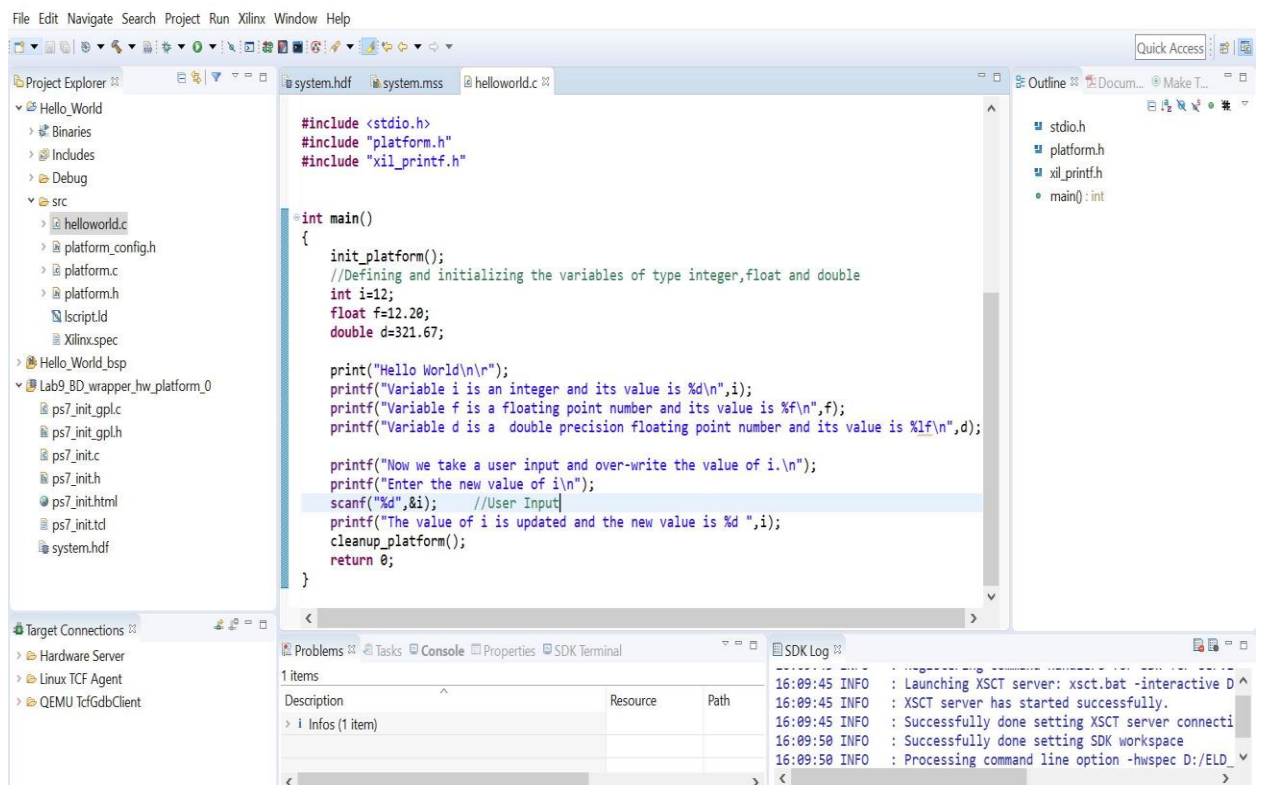 File Edit Navigate Search Project Run Xilinx Window Help
Quick Access
Project Explorer
Hello_World
Binaries
Includes
Debug
src
helloworld.c
platform_config.h
platform.c
platform.h
lscript.ld
Xilinx.spec
Hello_World_bsp
Lab9_BD_wrapper_hw_platform_0
ps7_init_gpl.c
ps7_init_gpl.h
ps7_init.c
ps7_init.h
ps7_init.html
ps7_init.tcl
system.hdf
system.hdf system.mss helloworld.c
#include <stdio.h>
#include "platform.h"
#include "xil_printf.h"
int main()
{
init_platform();
//Defining and initializing the variables of type integer,float and double
int i=12;
float f=12.20;
double d=321.67;
print("Hello World\n\r");
printf("Variable i is an integer and its value is %d\n",i);
printf("Variable f is a floating point number and its value is %f\n",f);
printf("Variable d is a  double precision floating point number and its value is %lf\n",d);
printf("Now we take a user input and over-write the value of i.\n");
printf("Enter the new value of i\n");
scanf("%d",&i);     //User Input
printf("The value of i is updated and the new value is %d ",i);
cleanup_platform();
return 0;
}
Outline Docum... Make T...
stdio.h
platform.h
xil_printf.h
main() : int
Target Connections
Hardware Server
Linux TCF Agent
QEMU TcfGdbClient
Problems Tasks Console Properties SDK Terminal
1 items
Description Resource Path
i Infos (1 item)
SDK Log
16:09:45 INFO : Launching XSCT server: xsct.bat -interactive D
16:09:45 INFO : XSCT server has started successfully.
16:09:45 INFO : Successfully done setting XSCT server connecti
16:09:50 INFO : Successfully done setting SDK workspace
16:09:50 INFO : Processing command line option -hwspec D:/ELD_